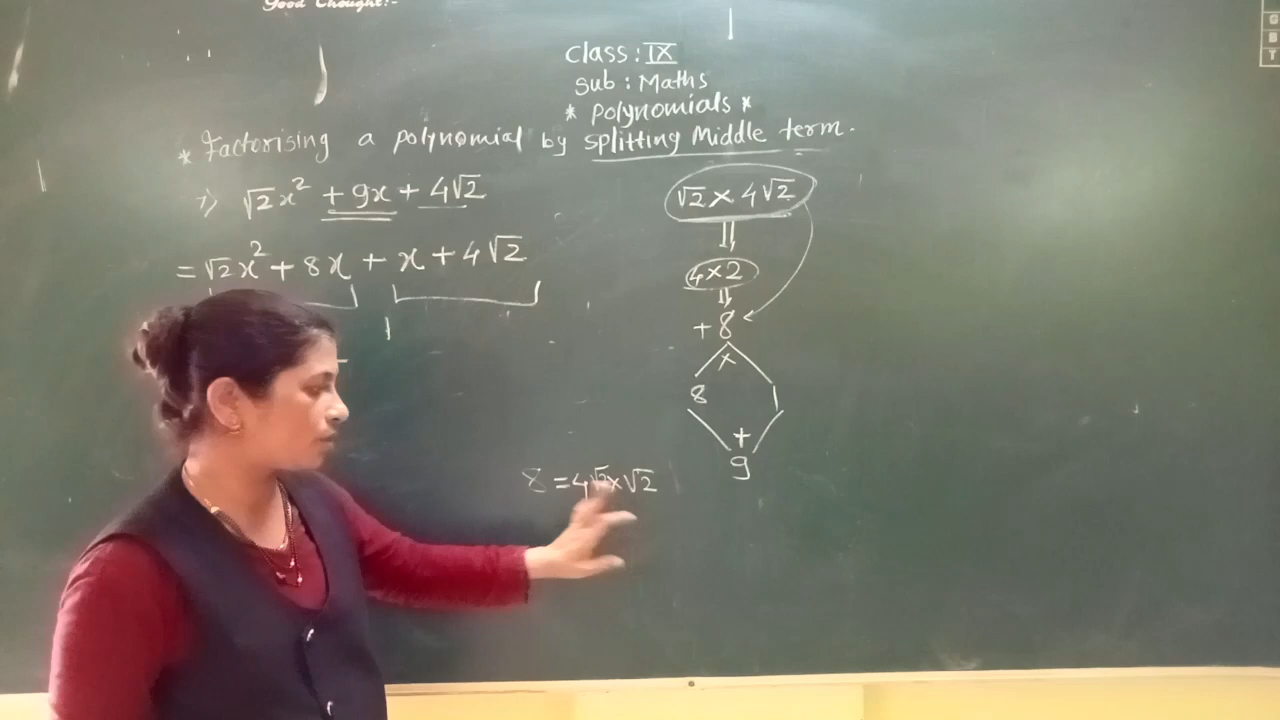 Good Thought:-
Class : IX
Sub : Maths
* Polynomials *
* Factorising a polynomial by splitting Middle term.
1) √2x² + 9x + 4√2
= √2x² + 8x + x + 4√2
√2 × 4√2
4×2
+8
×
8 1
+
9
8 = 4√2×√2
G
B
T